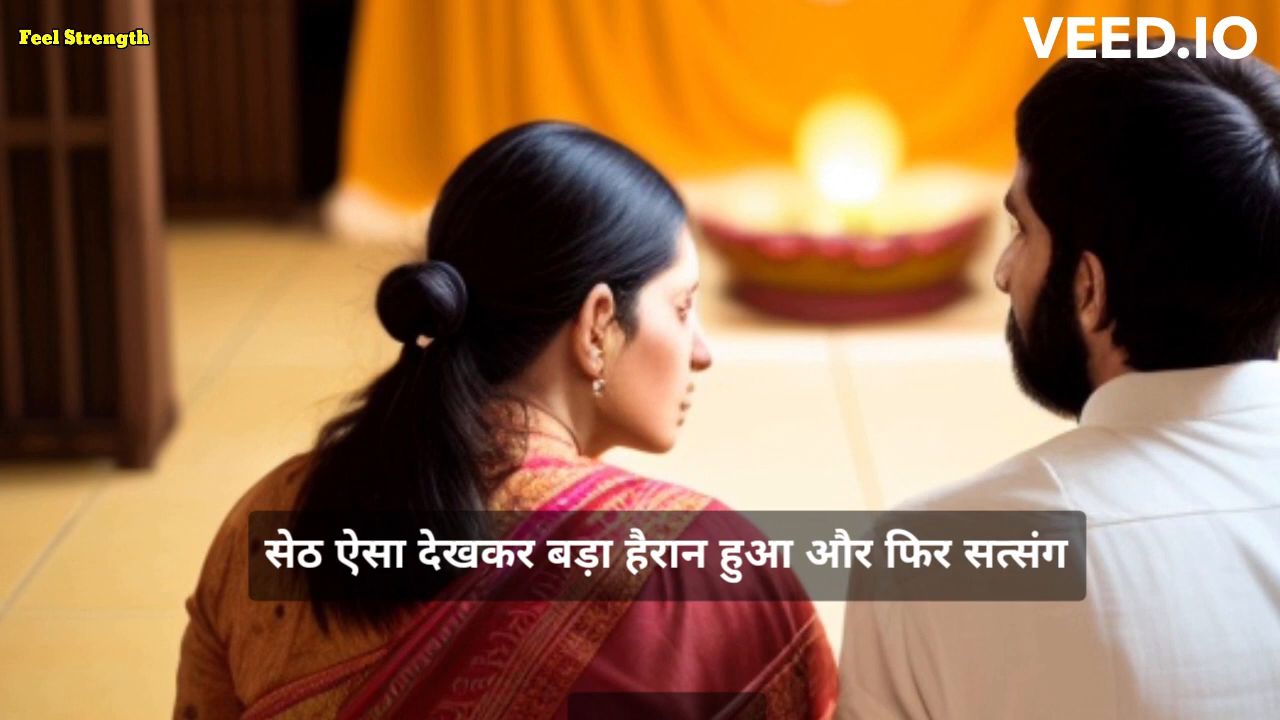 Feel Strength
VEED.IO
सेठ ऐसा देखकर बड़ा हैरान हुआ और फिर सत्संग